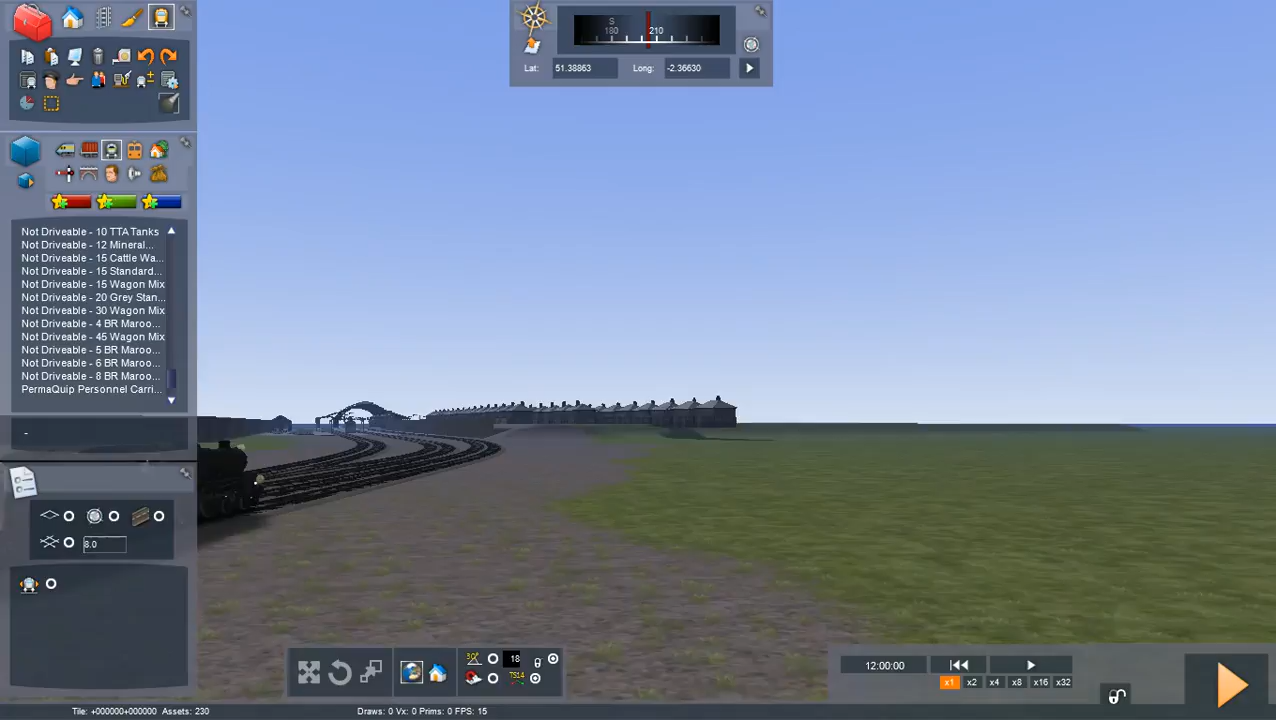 S
180 210
Lat: 51.38863 Long: -2.36630
Not Driveable - 10 TTA Tanks
Not Driveable - 12 Mineral...
Not Driveable - 15 Cattle Wa...
Not Driveable - 15 Standard...
Not Driveable - 15 Wagon Mix
Not Driveable - 20 Grey Stan...
Not Driveable - 30 Wagon Mix
Not Driveable - 4 BR Maroo...
Not Driveable - 45 Wagon Mix
Not Driveable - 5 BR Maroo...
Not Driveable - 6 BR Maroo...
Not Driveable - 8 BR Maroo...
PermaQuip Personnel Carri...
-
8.0
30° 18
TS14
12:00:00
x1 x2 x4 x8 x16 x32
Tile: +000000+000000 Assets: 230 Draws: 0 Vx: 0 Prims: 0 FPS: 15